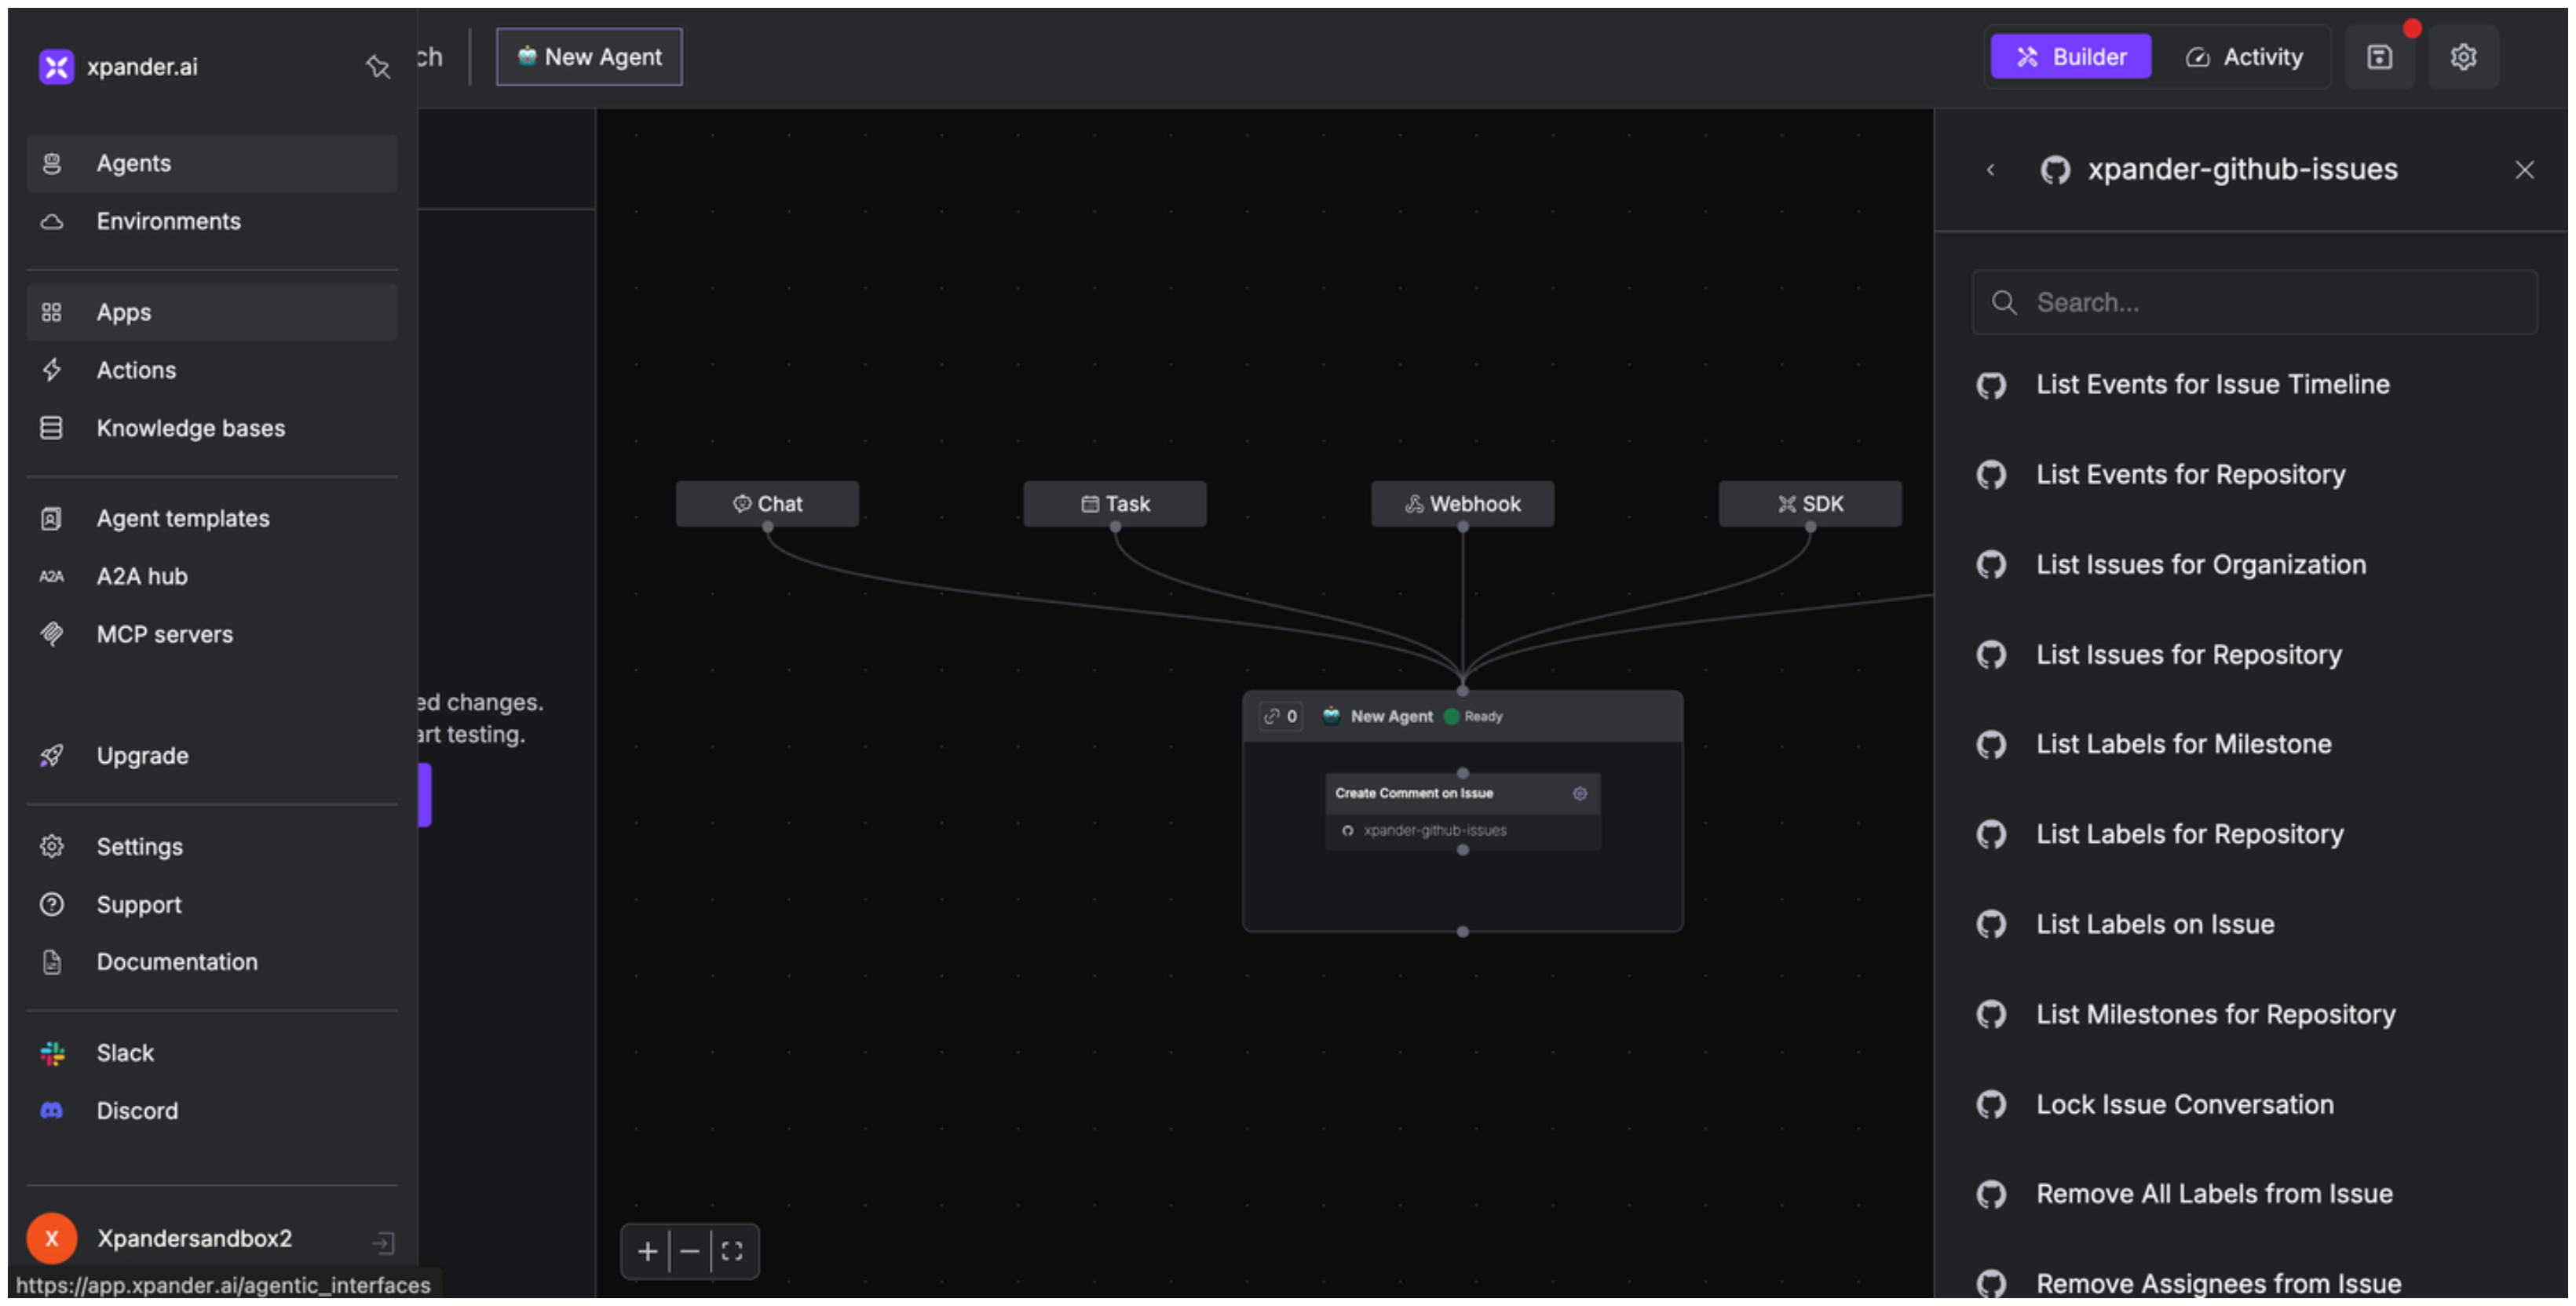 xpander.ai
Agents
Environments
Apps
Actions
Knowledge bases
Agent templates
A2A
A2A hub
MCP servers
Upgrade
Settings
Support
Documentation
Slack
Discord
X
Xpandersandbox2
https://app.xpander.ai/agentic_interfaces
ch
New Agent
Builder
Activity
ed changes.
art testing.
Chat
Task
Webhook
SDK
0
New Agent
Ready
Create Comment on Issue
xpander-github-issues
xpander-github-issues
Search...
List Events for Issue Timeline
List Events for Repository
List Issues for Organization
List Issues for Repository
List Labels for Milestone
List Labels for Repository
List Labels on Issue
List Milestones for Repository
Lock Issue Conversation
Remove All Labels from Issue
Remove Assignees from Issue